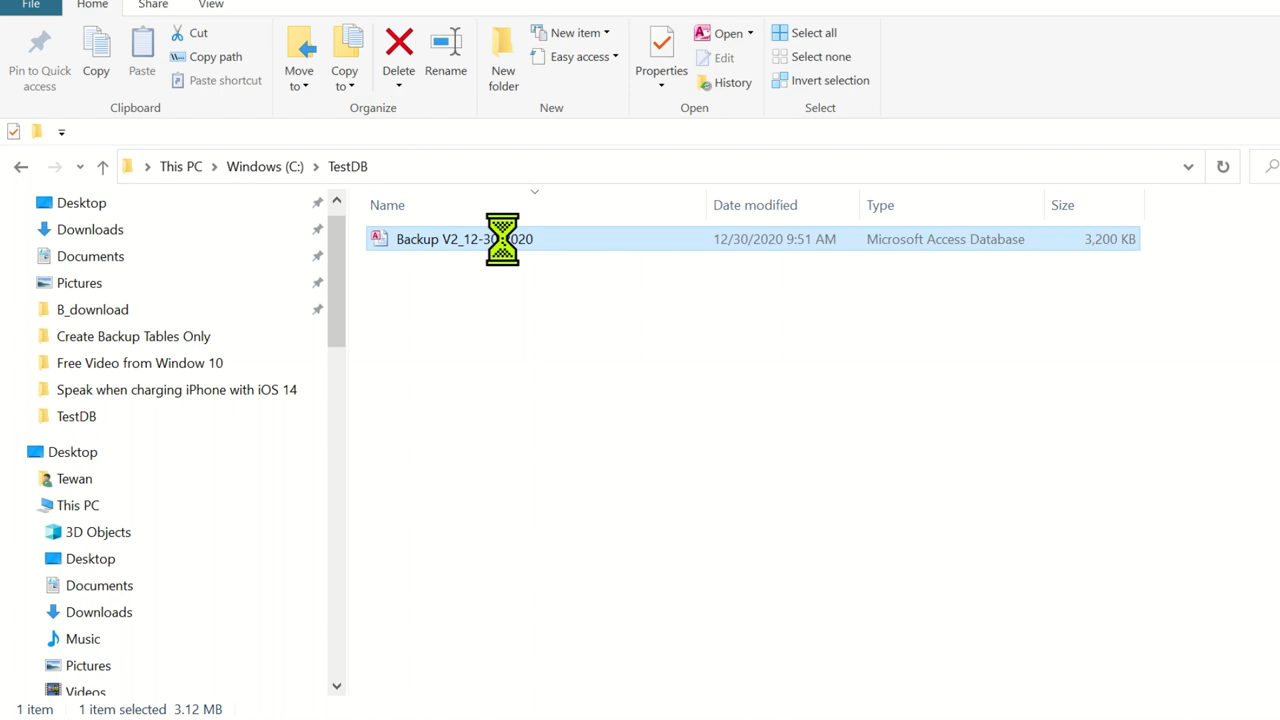 File Home Share View
Pin to Quick access
Copy
Paste
Cut
Copy path
Paste shortcut
Clipboard
Move to
Copy to
Delete
Rename
Organize
New folder
New item
Easy access
New
Properties
Open
Edit
History
Open
Select all
Select none
Invert selection
Select
This PC Windows (C:) TestDB
Name Date modified Type Size
Backup V2_12-30-2020 12/30/2020 9:51 AM Microsoft Access Database 3,200 KB
Desktop
Downloads
Documents
Pictures
B_download
Create Backup Tables Only
Free Video from Window 10
Speak when charging iPhone with iOS 14
TestDB
Desktop
Tewan
This PC
3D Objects
Desktop
Documents
Downloads
Music
Pictures
Videos
1 item 1 item selected 3.12 MB